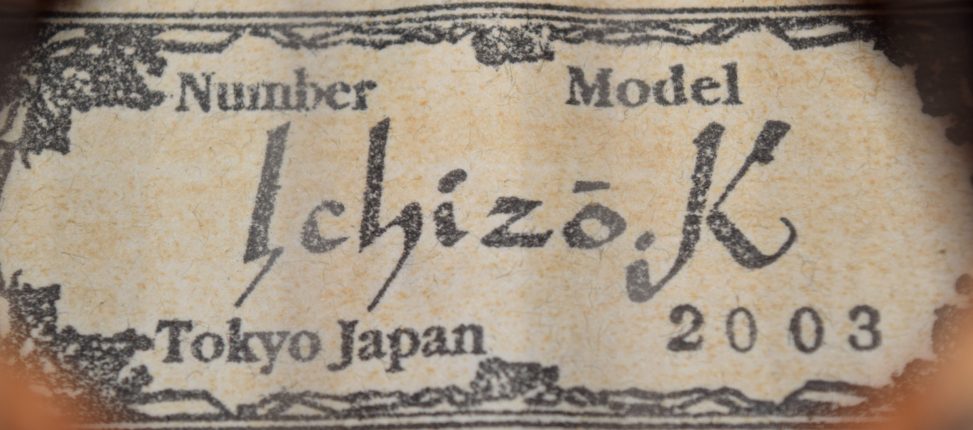 Number Model
Ichizō.K
Tokyo Japan 2003